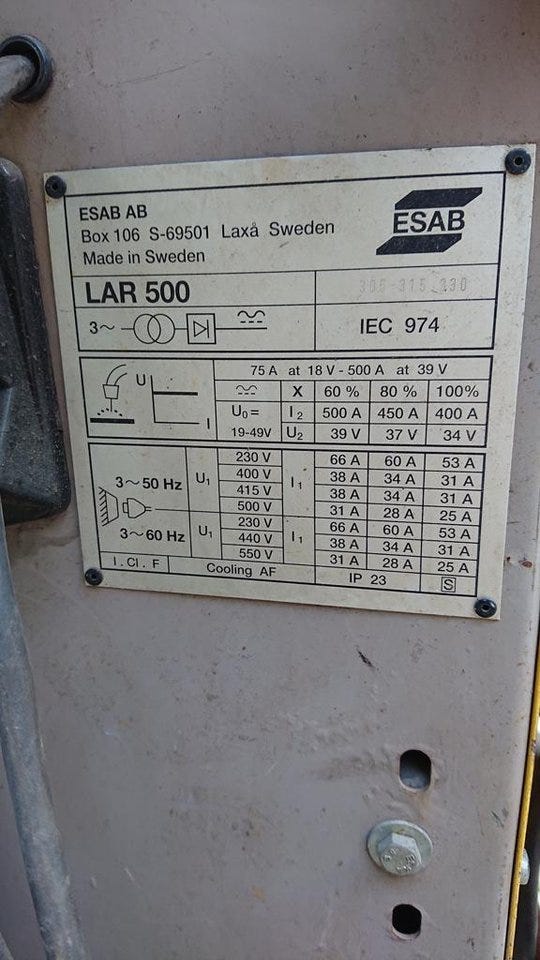 ESAB AB
Box 106 S-69501 Laxå Sweden
Made in Sweden
ESAB
LAR 500
3~
IEC 974
75 A at 18 V - 500 A at 39 V
U
I
X 60 % 80 % 100%
U₀= I₂ 500 A 450 A 400 A
19-49V U₂ 39 V 37 V 34 V
3~50 Hz U₁ I₁
230 V 66 A 60 A 53 A
400 V 38 A 34 A 31 A
415 V 38 A 34 A 31 A
500 V 31 A 28 A 25 A
3~60 Hz U₁ I₁
230 V 66 A 60 A 53 A
440 V 38 A 34 A 31 A
550 V 31 A 28 A 25 A
I. Cl. F Cooling AF IP 23 S